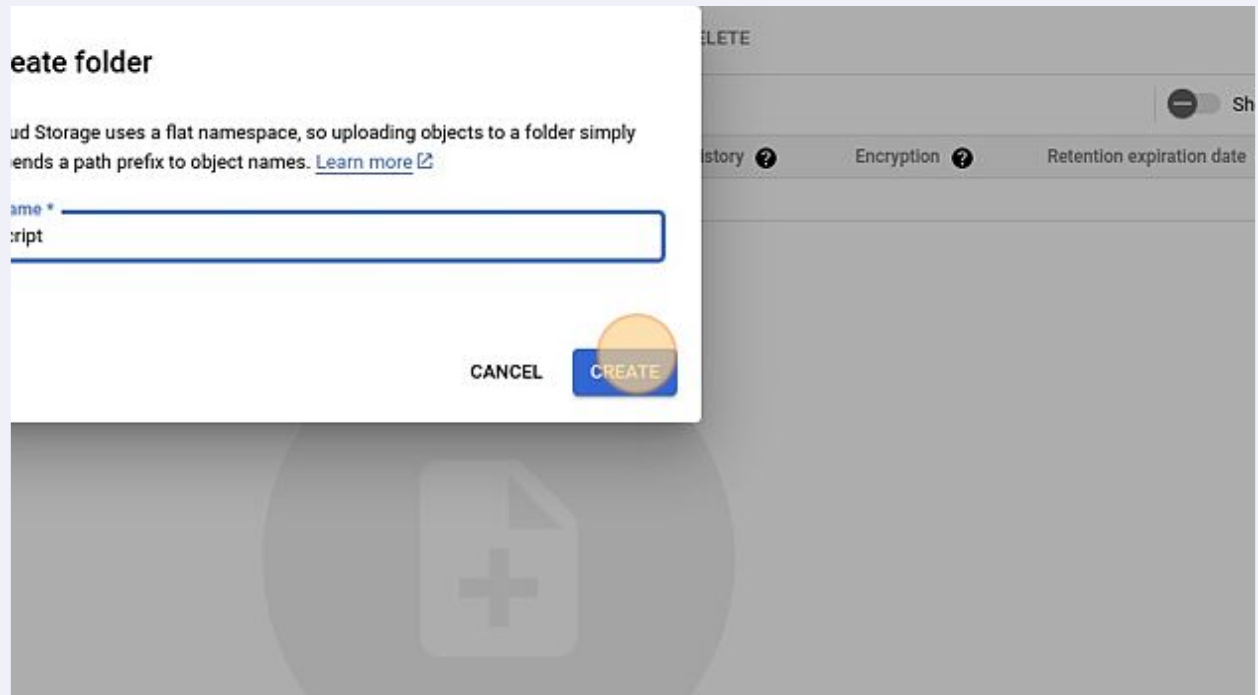 ELETE
eate folder
Sh
ud Storage uses a flat namespace, so uploading objects to a folder simply
ends a path prefix to object names. Learn more
istory Encryption Retention expiration date
ame *
cript
CANCEL CREATE